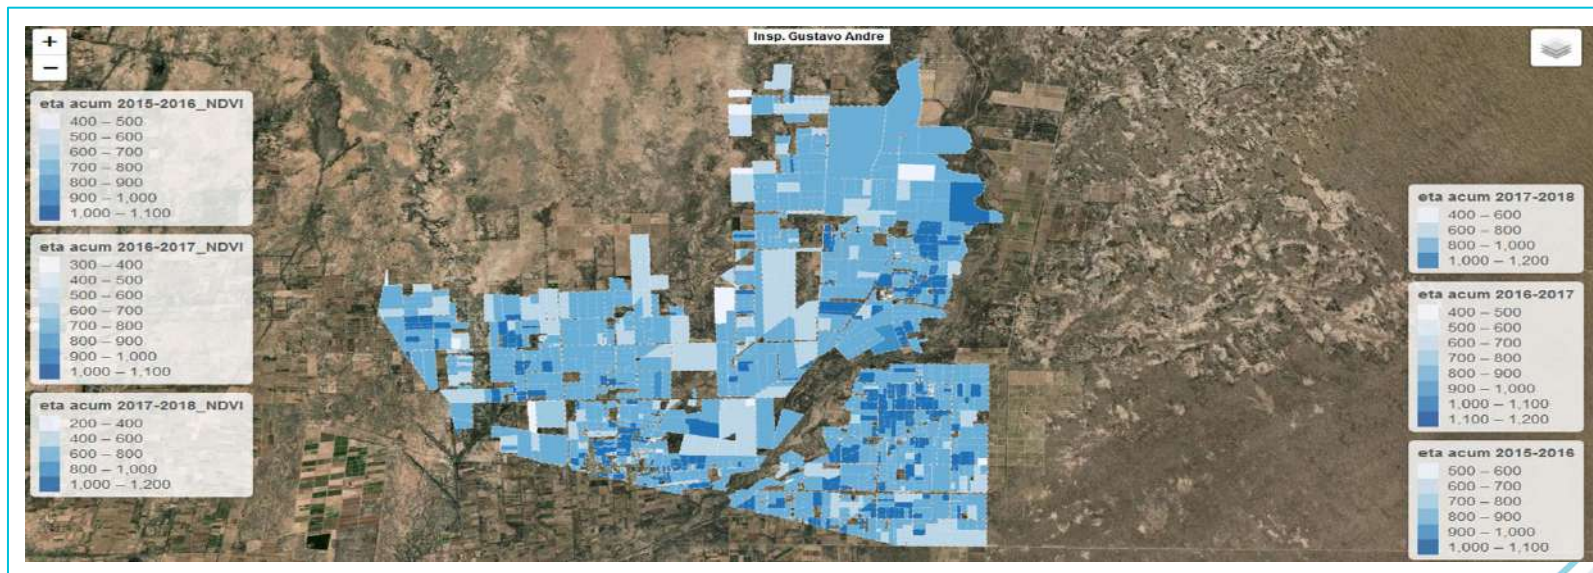 +
Insp. Gustavo Andre
−
eta acum 2015-2016_NDVI
400 – 500
500 – 600
600 – 700
700 – 800
800 – 900
900 – 1,000
1,000 – 1,100
eta acum 2016-2017_NDVI
300 – 400
400 – 500
500 – 600
600 – 700
700 – 800
800 – 900
900 – 1,000
1,000 – 1,100
eta acum 2017-2018_NDVI
200 – 400
400 – 600
600 – 800
800 – 1,000
1,000 – 1,200
eta acum 2017-2018
400 – 600
600 – 800
800 – 1,000
1,000 – 1,200
eta acum 2016-2017
400 – 500
500 – 600
600 – 700
700 – 800
800 – 900
900 – 1,000
1,000 – 1,100
1,100 – 1,200
eta acum 2015-2016
500 – 600
600 – 700
700 – 800
800 – 900
900 – 1,000
1,000 – 1,100